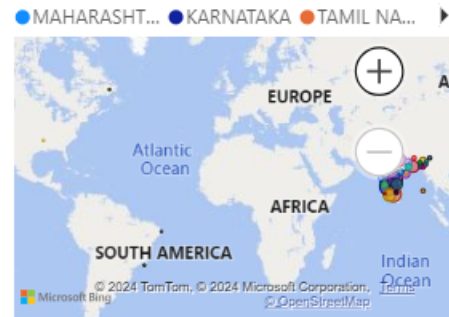 MAHARASHT... KARNATAKA TAMIL NA...
EUROPE
A
Atlantic
Ocean
AFRICA
SOUTH AMERICA
Indian
Ocean
© 2024 TomTom, © 2024 Microsoft Corporation, Terms
Microsoft Bing
© OpenStreetMap